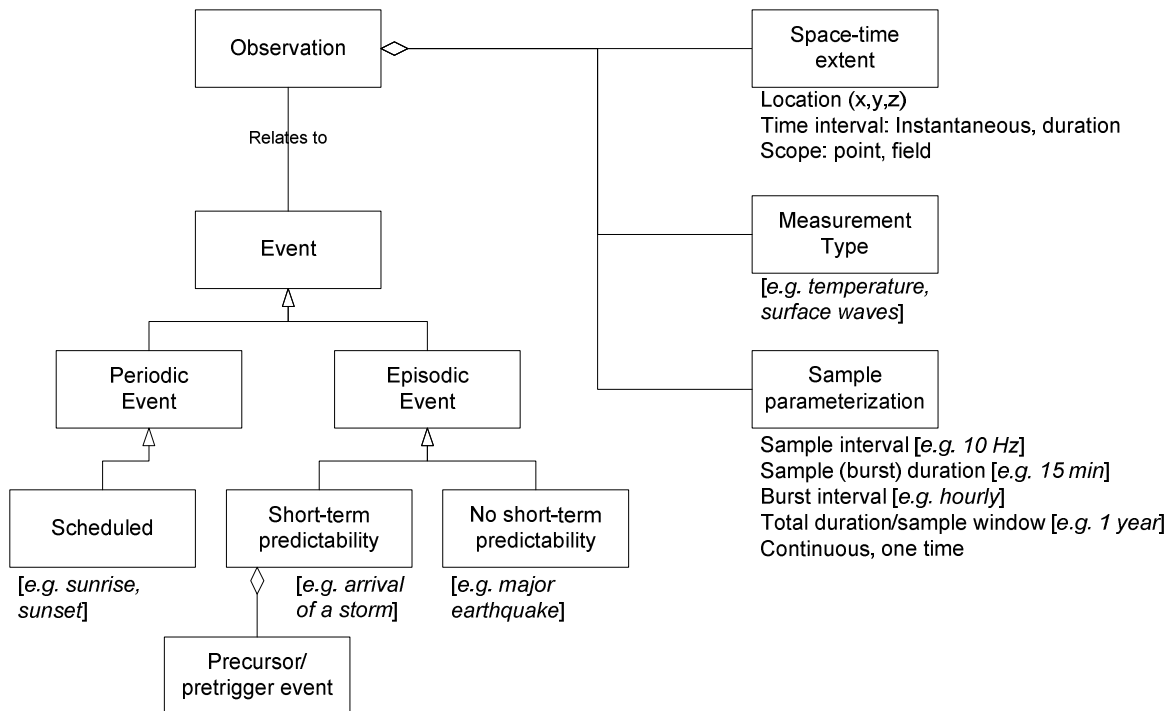 Observation
Space-time
extent
Location (x,y,z)
Time interval: Instantaneous, duration
Scope: point, field
Relates to
Event
Measurement
Type
[e.g. temperature,
surface waves]
Periodic
Event
Episodic
Event
Sample
parameterization
Sample interval [e.g. 10 Hz]
Sample (burst) duration [e.g. 15 min]
Burst interval [e.g. hourly]
Total duration/sample window [e.g. 1 year]
Continuous, one time
Scheduled
[e.g. sunrise,
sunset]
Short-term
predictability
[e.g. arrival
of a storm]
No short-term
predictability
[e.g. major
earthquake]
Precursor/
pretrigger event